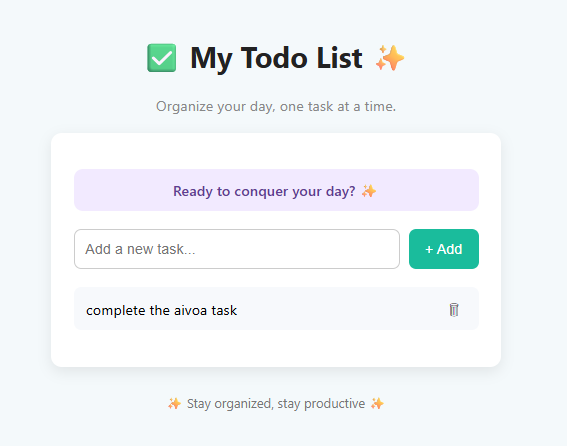 ✅ My Todo List ✨
Organize your day, one task at a time.
Ready to conquer your day? ✨
Add a new task...
+ Add
complete the aivoa task
✨ Stay organized, stay productive ✨